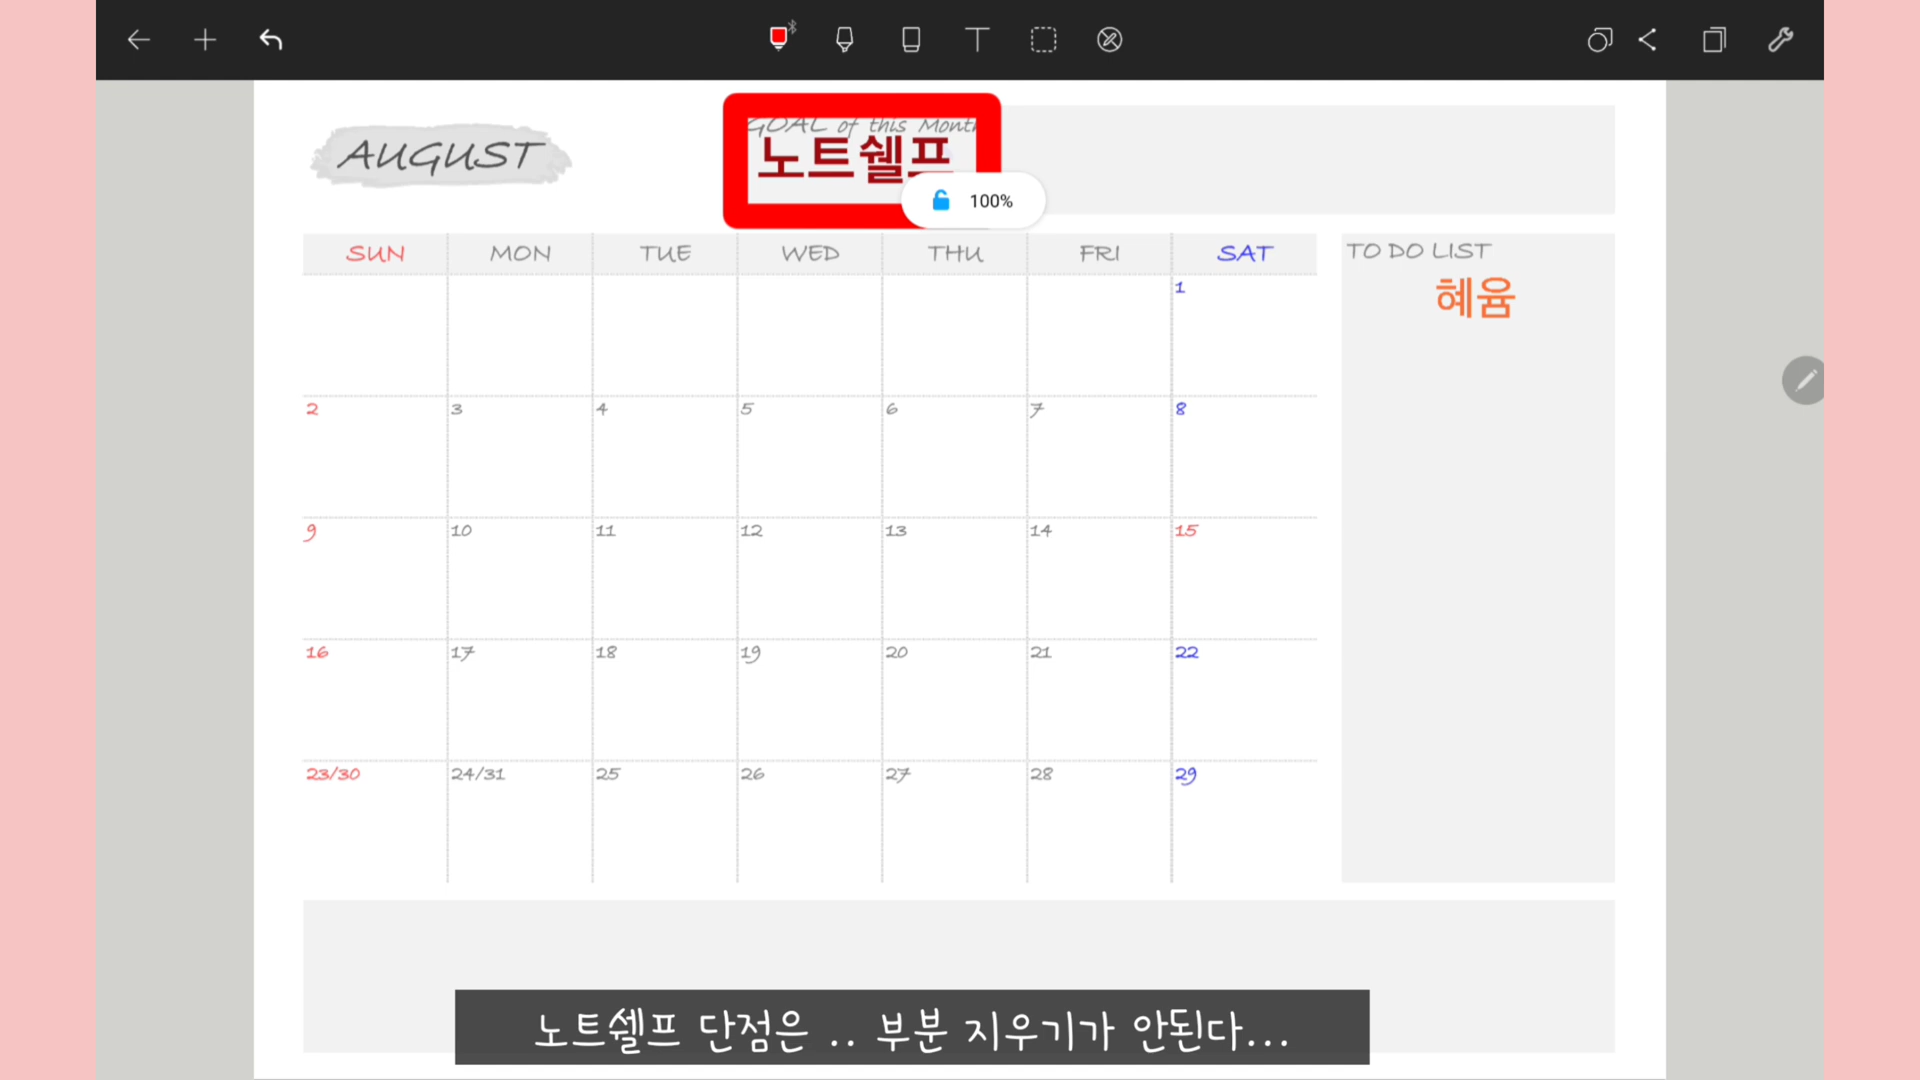 AUGUST
GOAL of this Month
노트쉘프
100%
SUN MON TUE WED THU FRI SAT
TO DO LIST
혜윰
1
2 3 4 5 6 7 8
9 10 11 12 13 14 15
16 17 18 19 20 21 22
23/30 24/31 25 26 27 28 29
노트쉘프 단점은 .. 부분 지우기가 안된다...